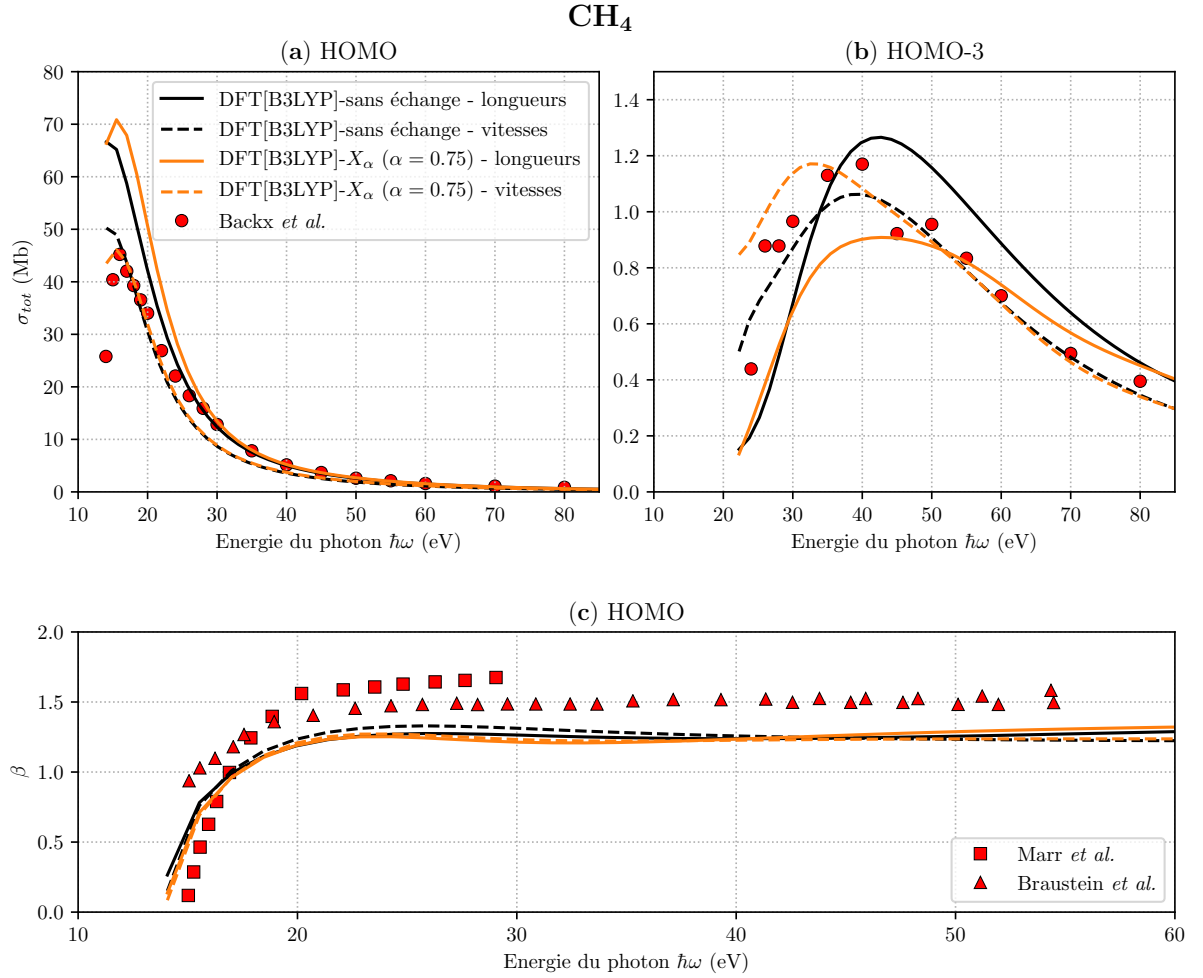 CH₄
(a) HOMO
(b) HOMO-3
80
70
60
50
40
30
20
10
0
σ_tot (Mb)
DFT[B3LYP]-sans échange - longueurs
DFT[B3LYP]-sans échange - vitesses
DFT[B3LYP]-Xα (α = 0.75) - longueurs
DFT[B3LYP]-Xα (α = 0.75) - vitesses
Backx et al.
10 20 30 40 50 60 70 80
Energie du photon ℏω (eV)
1.4
1.2
1.0
0.8
0.6
0.4
0.2
0.0
10 20 30 40 50 60 70 80
Energie du photon ℏω (eV)
(c) HOMO
2.0
1.5
1.0
0.5
0.0
β
Marr et al.
Braustein et al.
10 20 30 40 50 60
Energie du photon ℏω (eV)